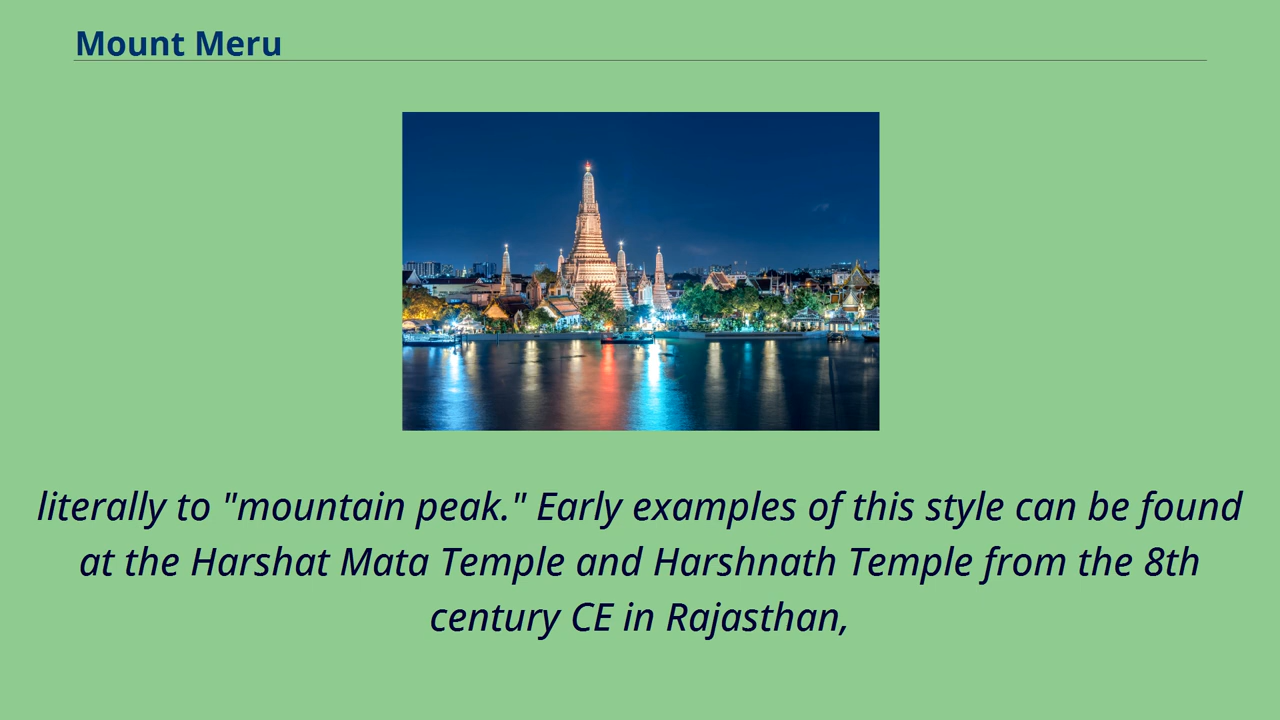 Mount Meru
literally to "mountain peak." Early examples of this style can be found
at the Harshat Mata Temple and Harshnath Temple from the 8th
century CE in Rajasthan,